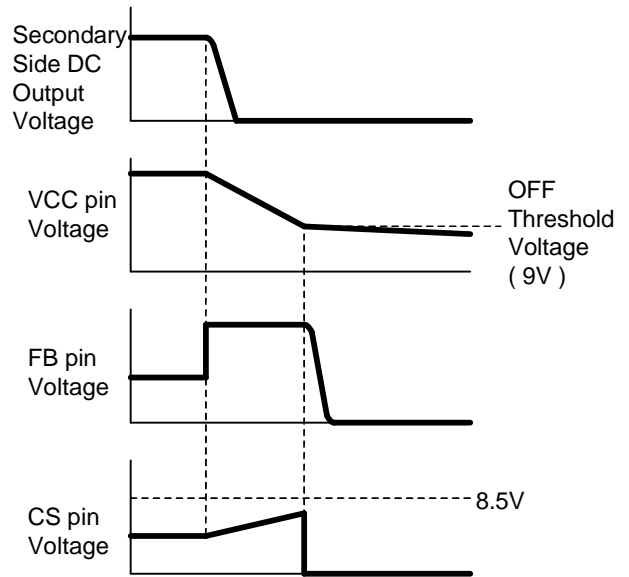 Secondary
Side DC
Output
Voltage
VCC pin
Voltage
OFF
Threshold
Voltage
( 9V )
FB pin
Voltage
CS pin
Voltage
8.5V